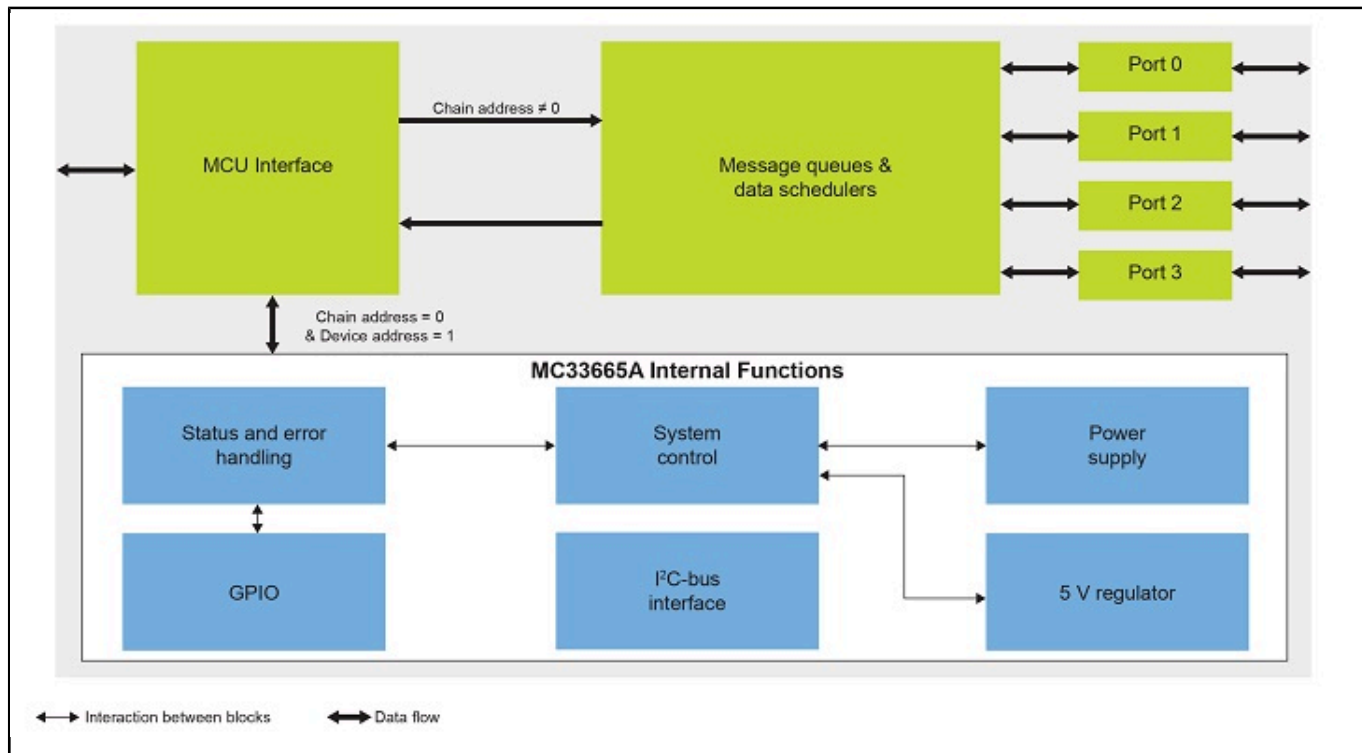 Chain address ≠ 0
MCU Interface
Message queues &
data schedulers
Port 0
Port 1
Port 2
Port 3
Chain address = 0
& Device address = 1
MC33665A Internal Functions
Status and error
handling
System
control
Power
supply
GPIO
I²C-bus
interface
5 V regulator
Interaction between blocks
Data flow